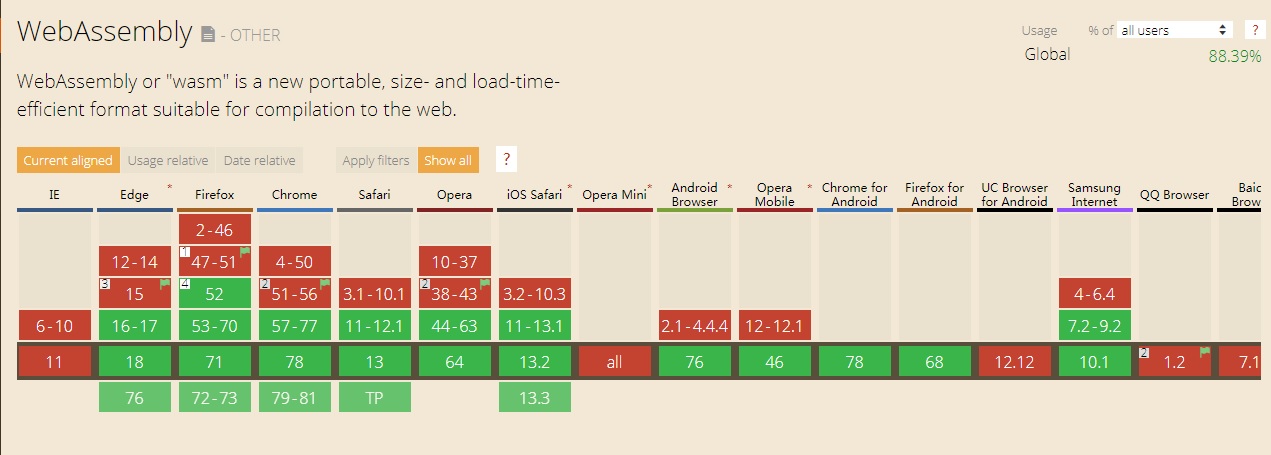 WebAssembly - OTHER
Usage % of all users ?
Global 88.39%
WebAssembly or "wasm" is a new portable, size- and load-time-
efficient format suitable for compilation to the web.
Current aligned Usage relative Date relative Apply filters Show all ?
IE Edge * Firefox Chrome Safari Opera iOS Safari * Opera Mini * Android Browser * Opera Mobile * Chrome for Android Firefox for Android UC Browser for Android Samsung Internet QQ Browser Baid Brow
2-46
12-14 1 47-51 4-50 10-37
3 15 4 52 2 51-56 3.1-10.1 2 38-43 3.2-10.3 4-6.4
6-10 16-17 53-70 57-77 11-12.1 44-63 11-13.1 2.1-4.4.4 12-12.1 7.2-9.2
11 18 71 78 13 64 13.2 all 76 46 78 68 12.12 10.1 2 1.2 7.1
76 72-73 79-81 TP 13.3